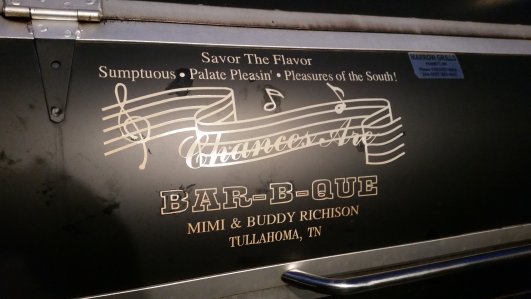 Savor The Flavor
Sumptuous • Palate Pleasin' • Pleasures of the South!
Chances Are
BAR-B-QUE
MIMI & BUDDY RICHISON
TULLAHOMA, TN